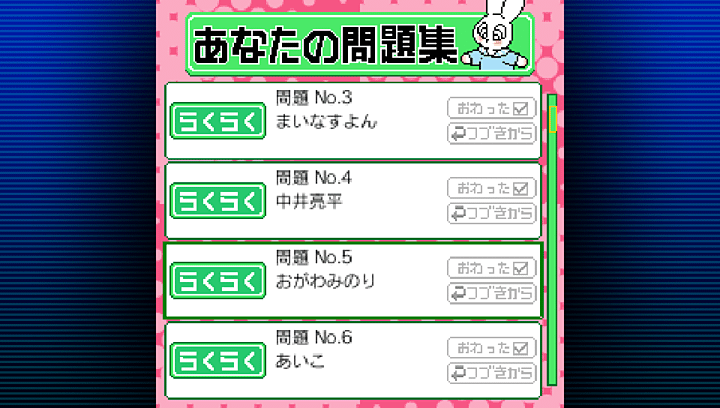 あなたの問題集
らくらく
問題 No.3
まいなすよん
おわった
つづきから
らくらく
問題 No.4
中井亮平
おわった
つづきから
らくらく
問題 No.5
おがわみのり
おわった
つづきから
らくらく
問題 No.6
あいこ
おわった
つづきから